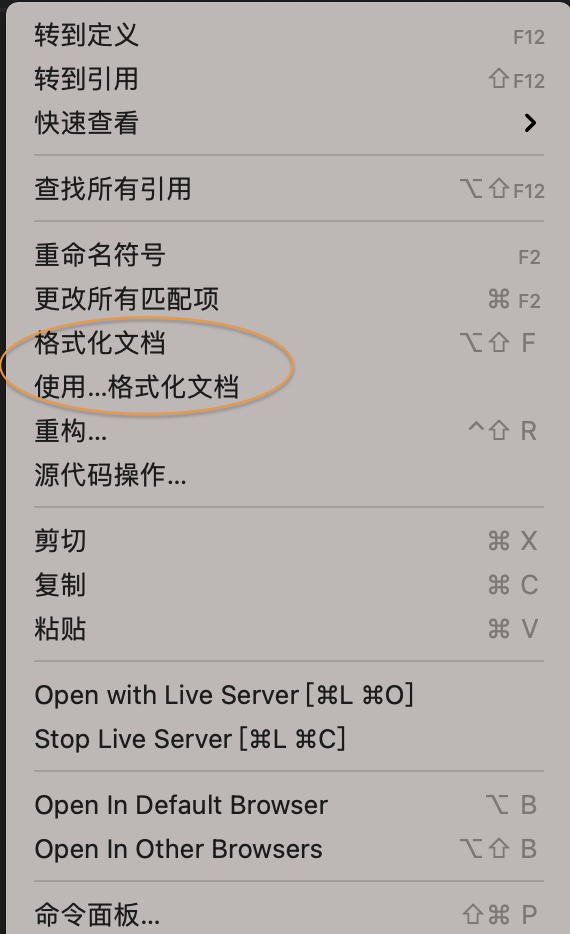 转到定义 F12
转到引用 ⇧F12
快速查看
查找所有引用 ⌥⇧F12
重命名符号 F2
更改所有匹配项 ⌘ F2
格式化文档 ⌥⇧ F
使用...格式化文档
重构... ^⇧ R
源代码操作...
剪切 ⌘ X
复制 ⌘ C
粘贴 ⌘ V
Open with Live Server [⌘L ⌘O]
Stop Live Server [⌘L ⌘C]
Open In Default Browser ⌥ B
Open In Other Browsers ⌥⇧ B
命令面板... ⇧⌘ P